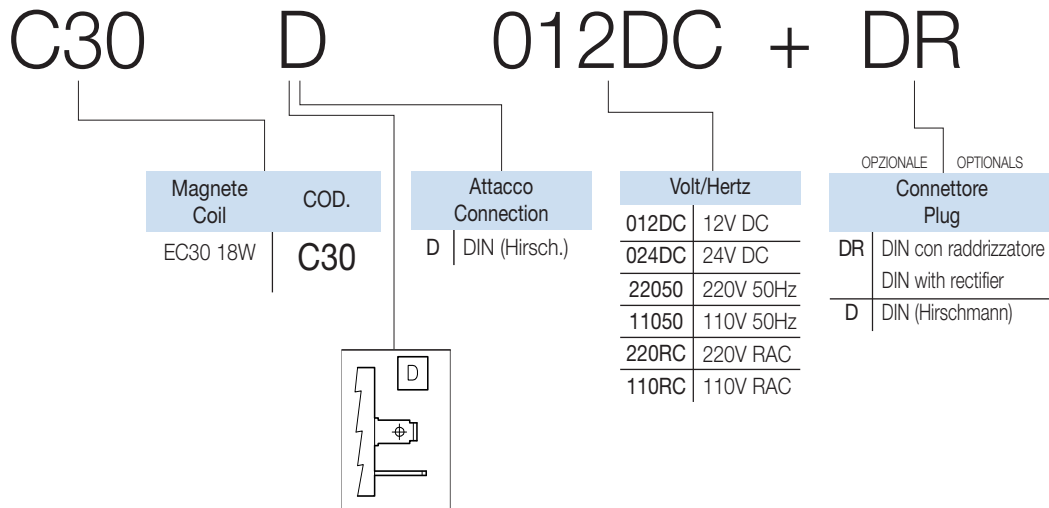 C30 D 012DC + DR
OPZIONALE OPTIONALS
Magnete
Coil
COD.
EC30 18W
C30
Attacco
Connection
D DIN (Hirsch.)
Volt/Hertz
012DC 12V DC
024DC 24V DC
22050 220V 50Hz
11050 110V 50Hz
220RC 220V RAC
110RC 110V RAC
Connettore
Plug
DR DIN con raddrizzatore
DIN with rectifier
D DIN (Hirschmann)
D